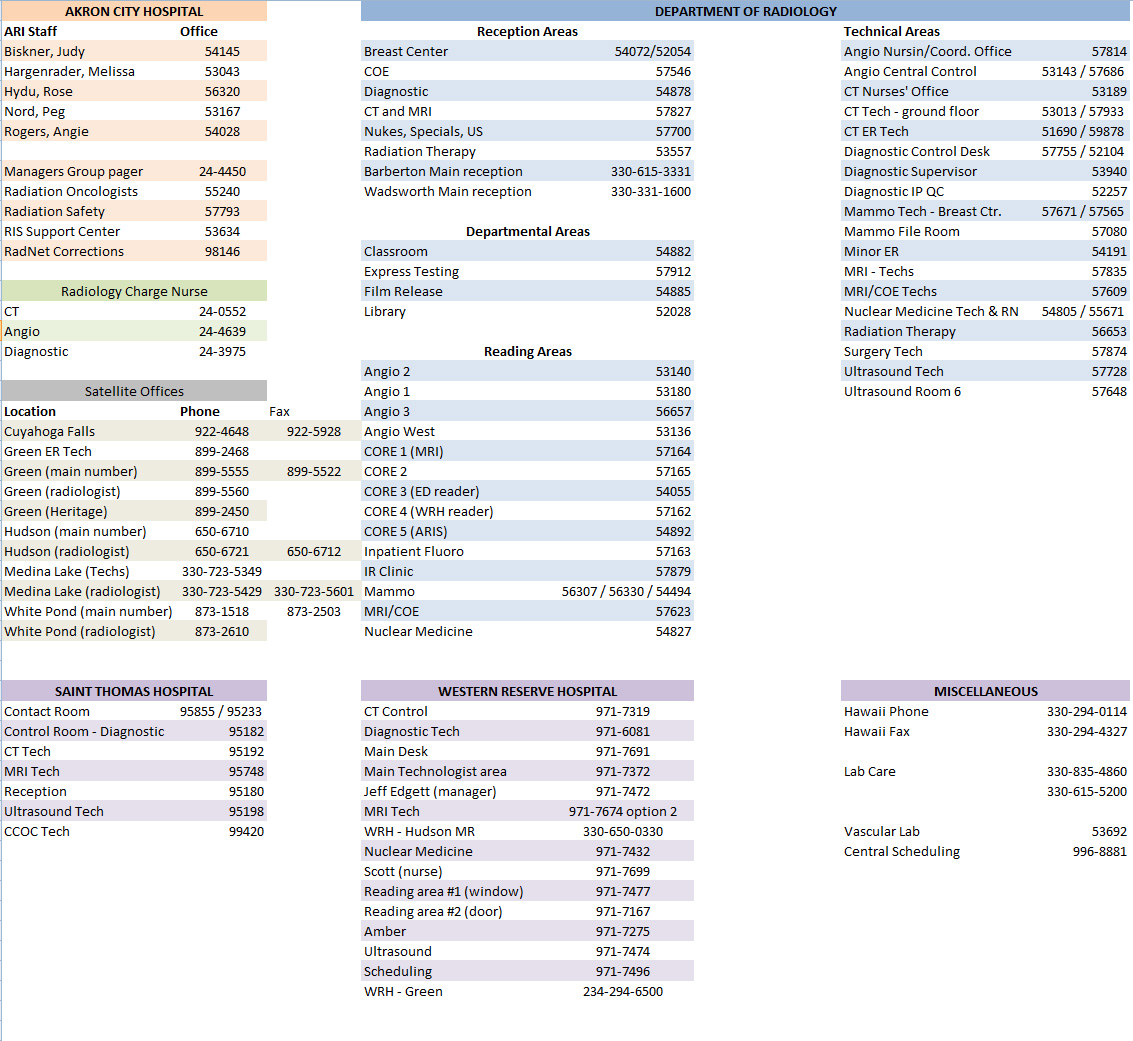 AKRON CITY HOSPITAL
ARI Staff Office
Biskner, Judy 54145
Hargenrader, Melissa 53043
Hydu, Rose 56320
Nord, Peg 53167
Rogers, Angie 54028
Managers Group pager 24-4450
Radiation Oncologists 55240
Radiation Safety 57793
RIS Support Center 53634
RadNet Corrections 98146
Radiology Charge Nurse
CT 24-0552
Angio 24-4639
Diagnostic 24-3975
Satellite Offices
Location Phone Fax
Cuyahoga Falls 922-4648 922-5928
Green ER Tech 899-2468
Green (main number) 899-5555 899-5522
Green (radiologist) 899-5560
Green (Heritage) 899-2450
Hudson (main number) 650-6710
Hudson (radiologist) 650-6721 650-6712
Medina Lake (Techs) 330-723-5349
Medina Lake (radiologist) 330-723-5429 330-723-5601
White Pond (main number) 873-1518 873-2503
White Pond (radiologist) 873-2610
DEPARTMENT OF RADIOLOGY
Reception Areas
Breast Center 54072/52054
COE 57546
Diagnostic 54878
CT and MRI 57827
Nukes, Specials, US 57700
Radiation Therapy 53557
Barberton Main reception 330-615-3331
Wadsworth Main reception 330-331-1600
Departmental Areas
Classroom 54882
Express Testing 57912
Film Release 54885
Library 52028
Reading Areas
Angio 2 53140
Angio 1 53180
Angio 3 56657
Angio West 53136
CORE 1 (MRI) 57164
CORE 2 57165
CORE 3 (ED reader) 54055
CORE 4 (WRH reader) 57162
CORE 5 (ARIS) 54892
Inpatient Fluoro 57163
IR Clinic 57879
Mammo 56307 / 56330 / 54494
MRI/COE 57623
Nuclear Medicine 54827
Technical Areas
Angio Nursin/Coord. Office 57814
Angio Central Control 53143 / 57686
CT Nurses' Office 53189
CT Tech - ground floor 53013 / 57933
CT ER Tech 51690 / 59878
Diagnostic Control Desk 57755 / 52104
Diagnostic Supervisor 53940
Diagnostic IP QC 52257
Mammo Tech - Breast Ctr. 57671 / 57565
Mammo File Room 57080
Minor ER 54191
MRI - Techs 57835
MRI/COE Techs 57609
Nuclear Medicine Tech & RN 54805 / 55671
Radiation Therapy 56653
Surgery Tech 57874
Ultrasound Tech 57728
Ultrasound Room 6 57648
SAINT THOMAS HOSPITAL
Contact Room 95855 / 95233
Control Room - Diagnostic 95182
CT Tech 95192
MRI Tech 95748
Reception 95180
Ultrasound Tech 95198
CCOC Tech 99420
WESTERN RESERVE HOSPITAL
CT Control 971-7319
Diagnostic Tech 971-6081
Main Desk 971-7691
Main Technologist area 971-7372
Jeff Edgett (manager) 971-7472
MRI Tech 971-7674 option 2
WRH - Hudson MR 330-650-0330
Nuclear Medicine 971-7432
Scott (nurse) 971-7699
Reading area #1 (window) 971-7477
Reading area #2 (door) 971-7167
Amber 971-7275
Ultrasound 971-7474
Scheduling 971-7496
WRH - Green 234-294-6500
MISCELLANEOUS
Hawaii Phone 330-294-0114
Hawaii Fax 330-294-4327
Lab Care 330-835-4860
330-615-5200
Vascular Lab 53692
Central Scheduling 996-8881